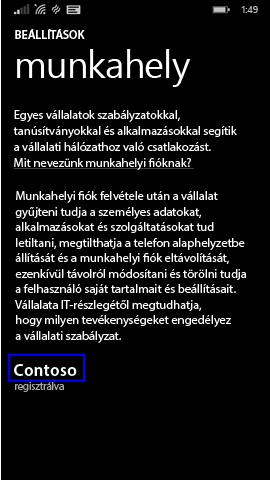 1:49
BEÁLLÍTÁSOK
munkahely
Egyes vállalatok szabályzatokkal,
tanúsítványokkal és alkalmazásokkal segítik
a vállalati hálózathoz való csatlakozást.
Mit nevezünk munkahelyi fióknak?
Munkahelyi fiók felvétele után a vállalat
gyűjteni tudja a személyes adatokat,
alkalmazásokat és szolgáltatásokat tud
letiltani, megtilthatja a telefon alaphelyzetbe
állítását és a munkahelyi fiók eltávolítását,
ezenkívül távolról módosítani és törölni tudja
a felhasználó saját tartalmait és beállításait.
Vállalata IT-részlegétől megtudhatja,
hogy milyen tevékenységeket engedélyez
a vállalati szabályzat.
Contoso
regisztrálva